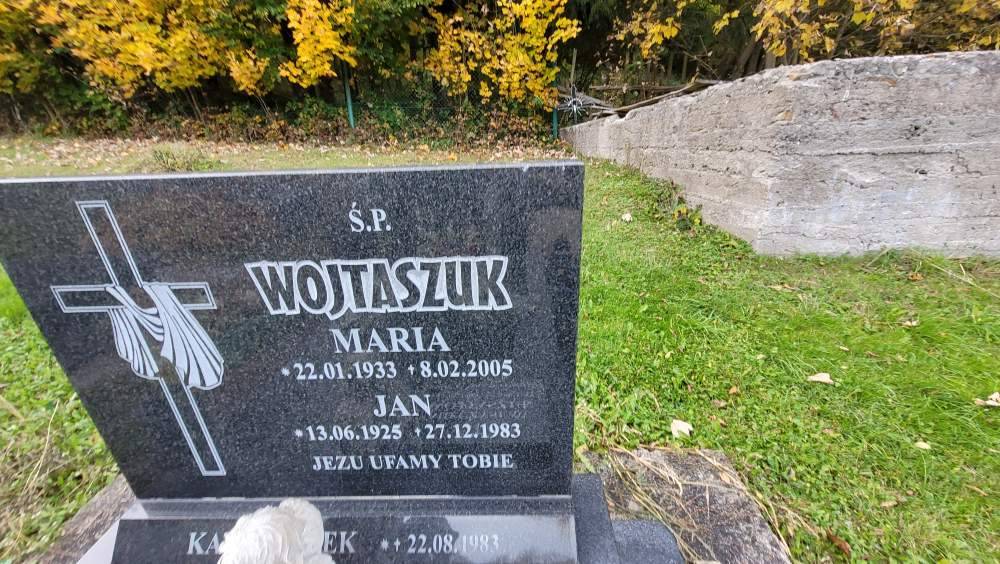 Ś.P.
WOJTASZUK
MARIA
*22.01.1933 +8.02.2005
JAN
*13.06.1925 +27.12.1983
JEZU UFAMY TOBIE
*+ 22.08.1983